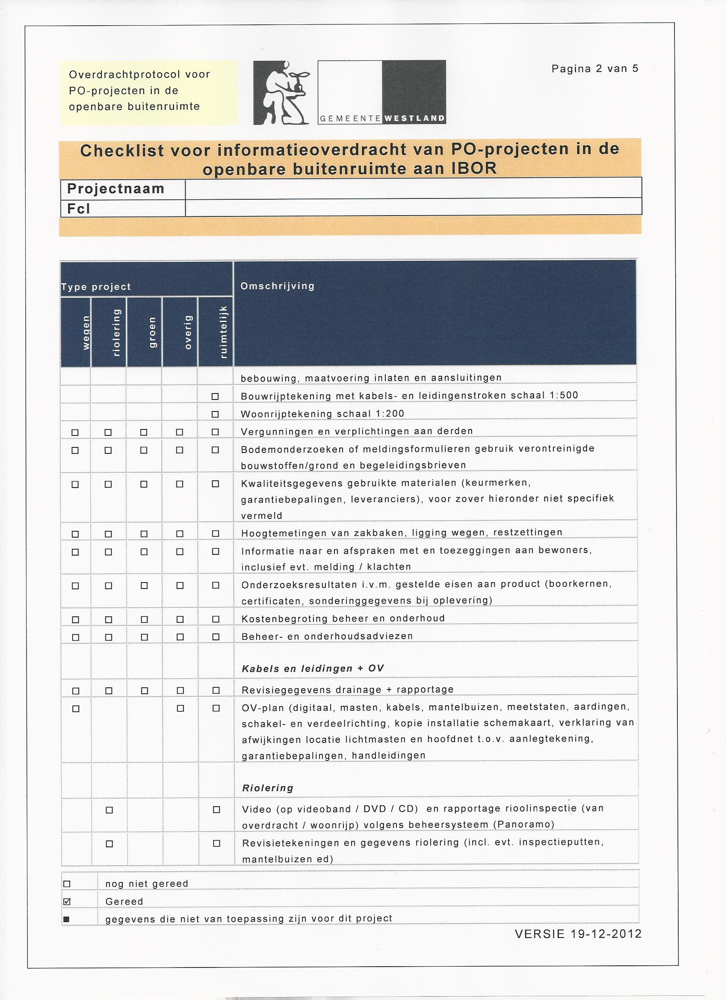 Overdrachtprotocol voor
PO-projecten in de
openbare buitenruimte
GEMEENTE WESTLAND
Pagina 2 van 5
Checklist voor informatieoverdracht van PO-projecten in de
openbare buitenruimte aan IBOR
Projectnaam
Fcl
Type project
Omschrijving
wegen
riolering
groen
overig
ruimtelijk
bebouwing, maatvoering inlaten en aansluitingen
☐ Bouwrijptekening met kabels- en leidingenstroken schaal 1:500
☐ Woonrijptekening schaal 1:200
☐ ☐ ☐ ☐ ☐ Vergunningen en verplichtingen aan derden
☐ ☐ ☐ ☐ ☐ Bodemonderzoeken of meldingsformulieren gebruik verontreinigde
bouwstoffen/grond en begeleidingsbrieven
☐ ☐ ☐ ☐ ☐ Kwaliteitsgegevens gebruikte materialen (keurmerken,
garantiebepalingen, leveranciers), voor zover hieronder niet specifiek
vermeld
☐ ☐ ☐ ☐ ☐ Hoogtemetingen van zakbaken, ligging wegen, restzettingen
☐ ☐ ☐ ☐ ☐ Informatie naar en afspraken met en toezeggingen aan bewoners,
inclusief evt. melding / klachten
☐ ☐ ☐ ☐ ☐ Onderzoeksresultaten i.v.m. gestelde eisen aan product (boorkernen,
certificaten, sonderinggegevens bij oplevering)
☐ ☐ ☐ ☐ ☐ Kostenbegroting beheer en onderhoud
☐ ☐ ☐ ☐ ☐ Beheer- en onderhoudsadviezen
Kabels en leidingen + OV
☐ ☐ ☐ ☐ ☐ Revisiegegevens drainage + rapportage
☐ ☐ ☐ OV-plan (digitaal, masten, kabels, mantelbuizen, meetstaten, aardingen,
schakel- en verdeelrichting, kopie installatie schemakaart, verklaring van
afwijkingen locatie lichtmasten en hoofdnet t.o.v. aanlegtekening,
garantiebepalingen, handleidingen
Riolering
☐ ☐ Video (op videoband / DVD / CD) en rapportage rioolinspectie (van
overdracht / woonrijp) volgens beheersysteem (Panoramo)
☐ ☐ Revisietekeningen en gegevens riolering (incl. evt. inspectieputten,
mantelbuizen ed)
☐ nog niet gereed
☑ Gereed
■ gegevens die niet van toepassing zijn voor dit project
VERSIE 19-12-2012